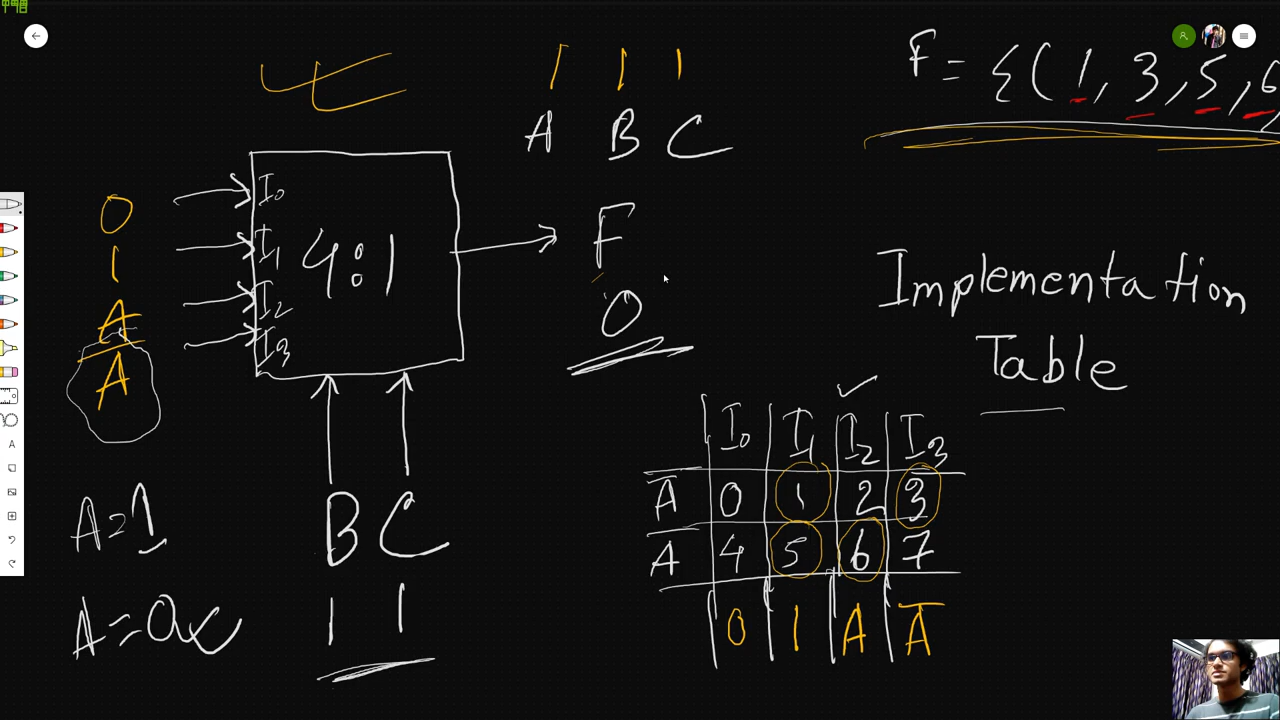 1 1 1
F = {(1, 3, 5, 6,
A B C
0 I0
1 I1 4:1 F
A I2
A̅ I3 0
Implementation
Table
I0 I1 I2 I3
A̅ 0 1 2 3
A 4 5 6 7
0 1 A A̅
B C
A=1
A=0x
1 1
A